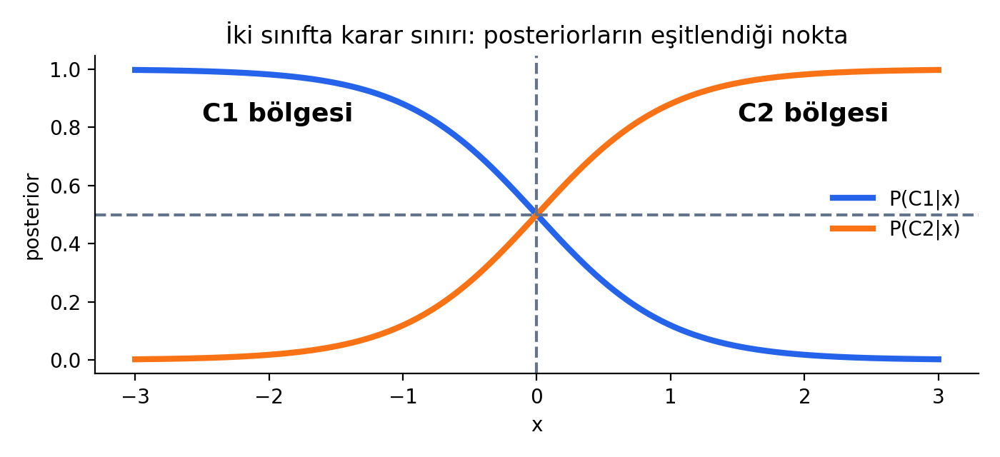 İki sınıfta karar sınırı: posteriorların eşitlendiği nokta
1.0
C1 bölgesi
C2 bölgesi
0.8
0.6
P(C1|x)
posterior
P(C2|x)
0.4
0.2
0.0
−3 −2 −1 0 1 2 3
x